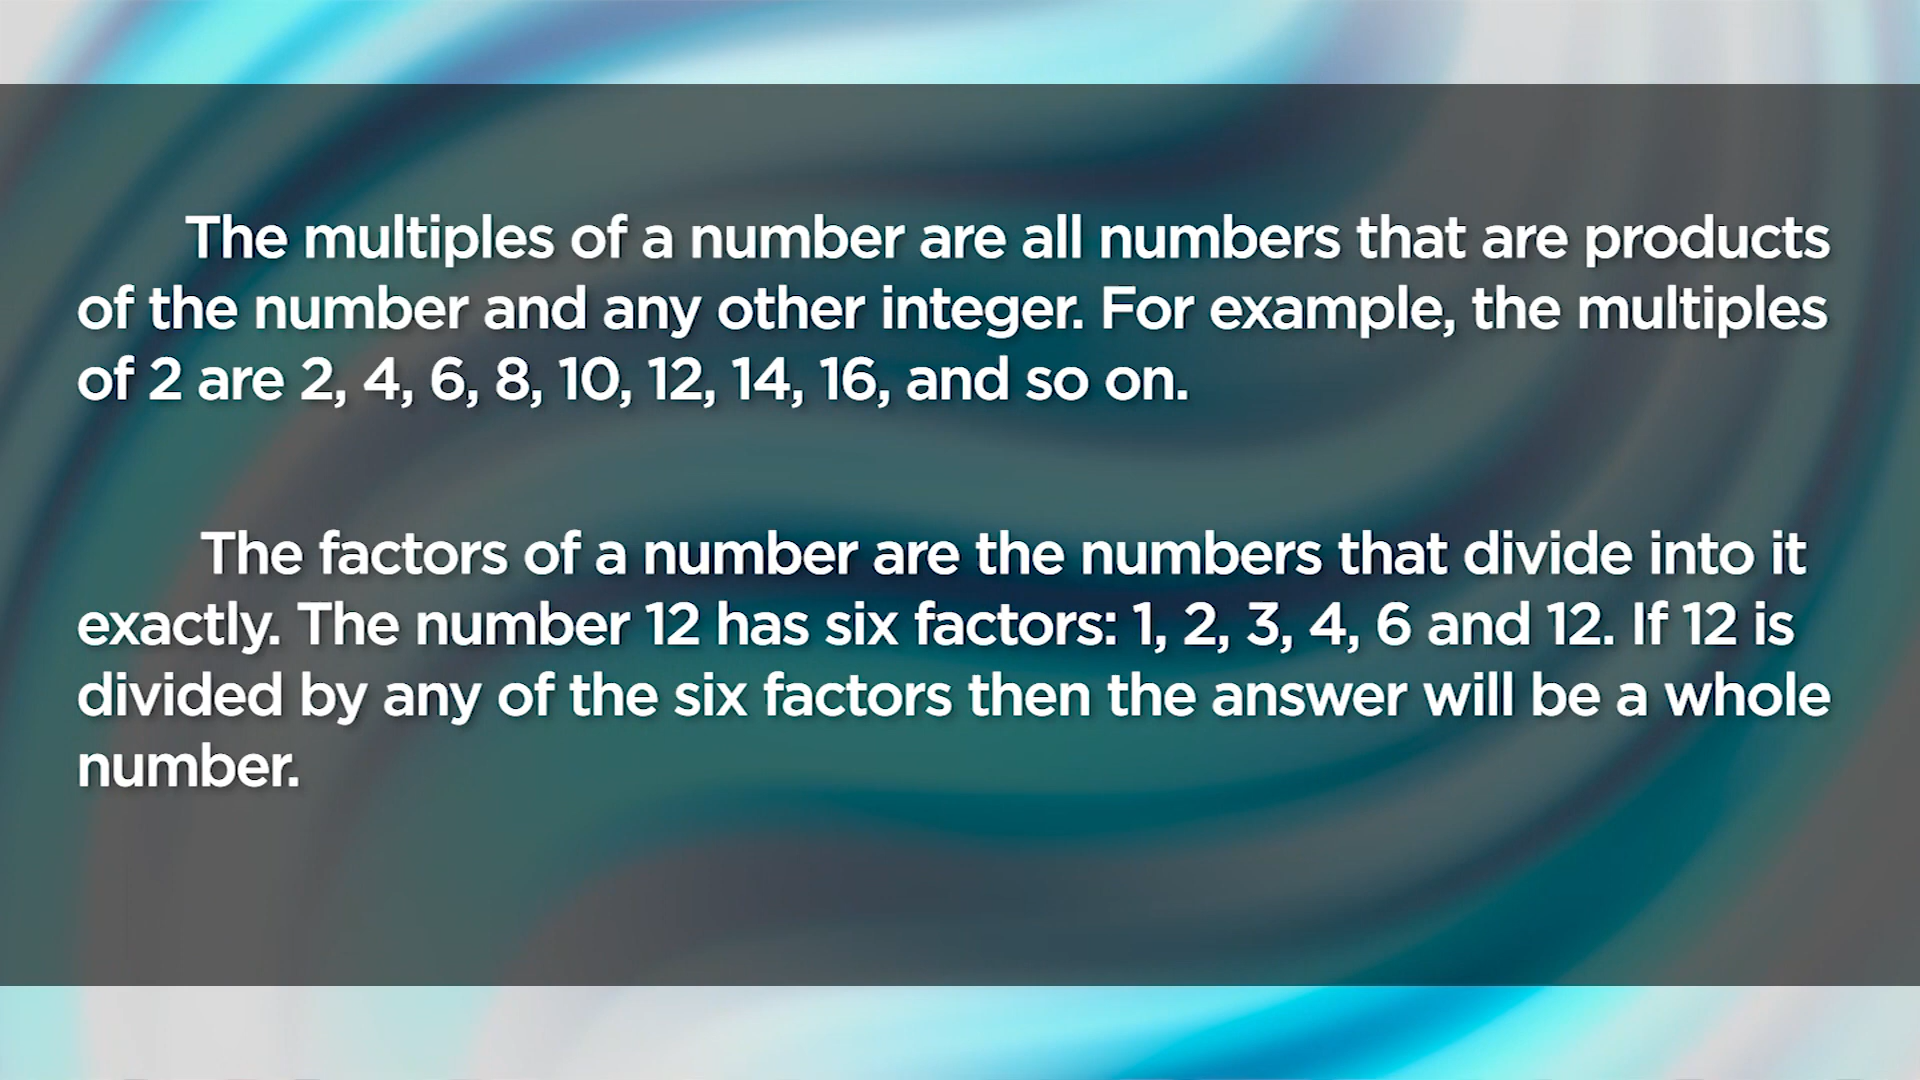 The multiples of a number are all numbers that are products
of the number and any other integer. For example, the multiples
of 2 are 2, 4, 6, 8, 10, 12, 14, 16, and so on.
The factors of a number are the numbers that divide into it
exactly. The number 12 has six factors: 1, 2, 3, 4, 6 and 12. If 12 is
divided by any of the six factors then the answer will be a whole
number.